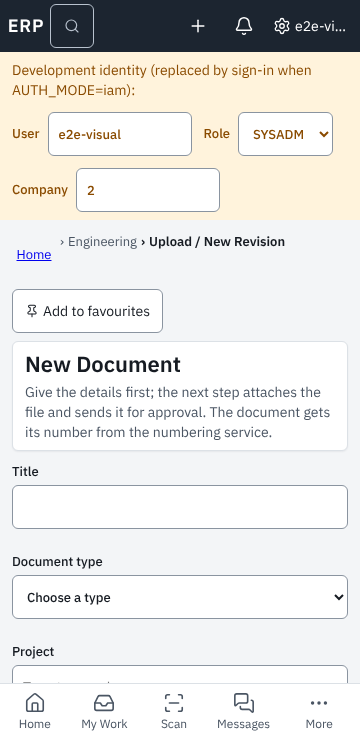 ERP
e2e-vi...
Development identity (replaced by sign-in when
AUTH_MODE=iam):
User e2e-visual Role SYSADM
Company 2
Home › Engineering › Upload / New Revision
Add to favourites
New Document
Give the details first; the next step attaches the
file and sends it for approval. The document gets
its number from the numbering service.
Title
Document type
Choose a type
Project
Home My Work Scan Messages More